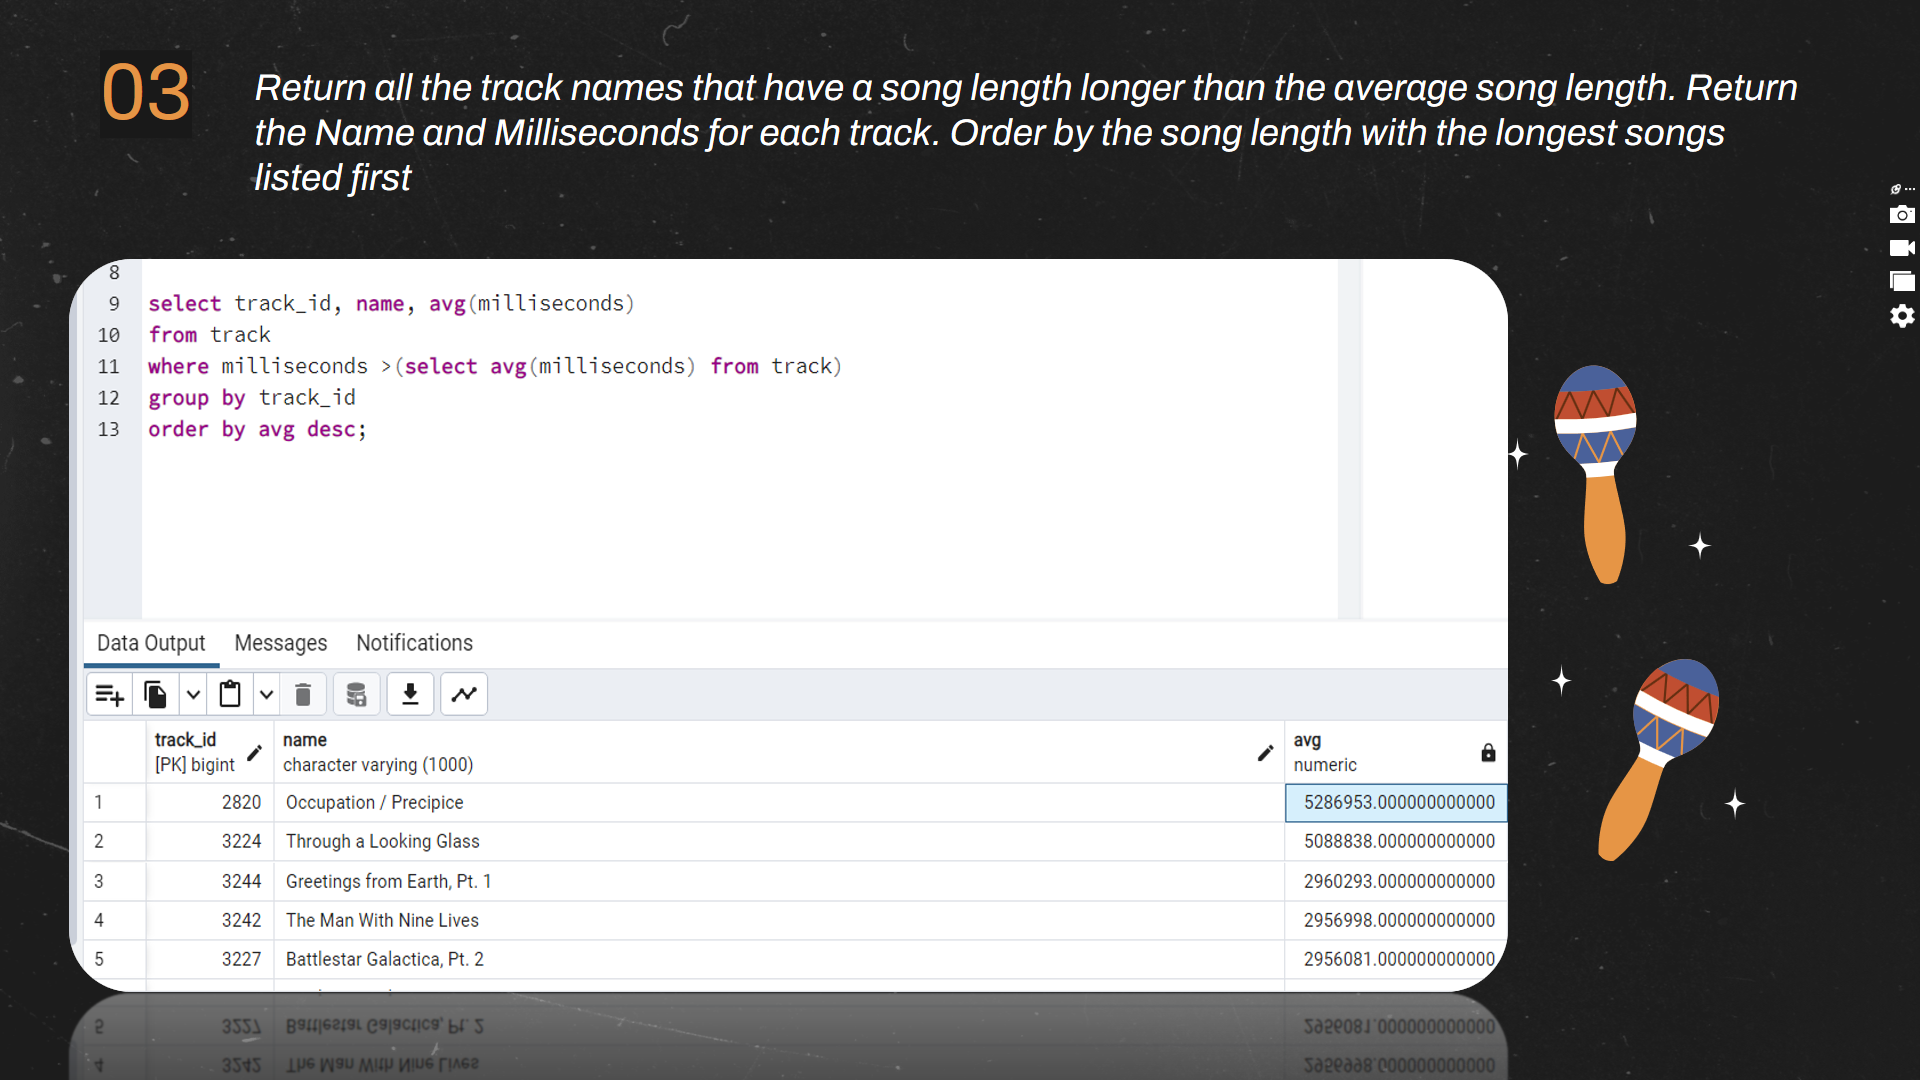 03
Return all the track names that have a song length longer than the average song length. Return
the Name and Milliseconds for each track. Order by the song length with the longest songs
listed first
8
9 select track_id, name, avg(milliseconds)
10 from track
11 where milliseconds >(select avg(milliseconds) from track)
12 group by track_id
13 order by avg desc;
Data Output Messages Notifications
track_id name avg
[PK] bigint character varying (1000) numeric
1 2820 Occupation / Precipice 5286953.000000000000
2 3224 Through a Looking Glass 5088838.000000000000
3 3244 Greetings from Earth, Pt. 1 2960293.000000000000
4 3242 The Man With Nine Lives 2956998.000000000000
5 3227 Battlestar Galactica, Pt. 2 2956081.000000000000